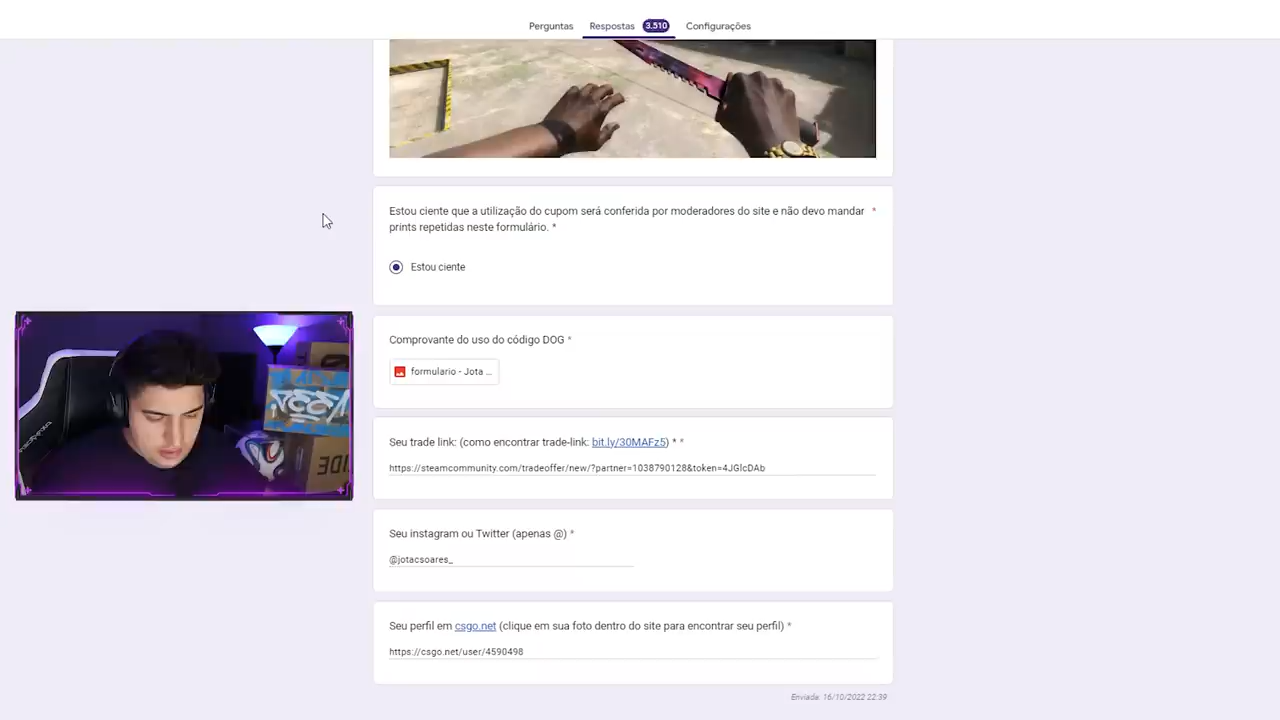 Perguntas Respostas 3.510 Configurações
Estou ciente que a utilização do cupom será conferida por moderadores do site e não devo mandar *
prints repetidas neste formulário. *
Estou ciente
Comprovante do uso do código DOG *
formulario - Jota ...
Seu trade link: (como encontrar trade-link: bit.ly/30MAFz5) * *
https://steamcommunity.com/tradeoffer/new/?partner=1038790128&token=4JGlcDAb
Seu instagram ou Twitter (apenas @) *
@jotacsoares_
Seu perfil em csgo.net (clique em sua foto dentro do site para encontrar seu perfil) *
https://csgo.net/user/4590498
Enviada: 16/10/2022 22:39